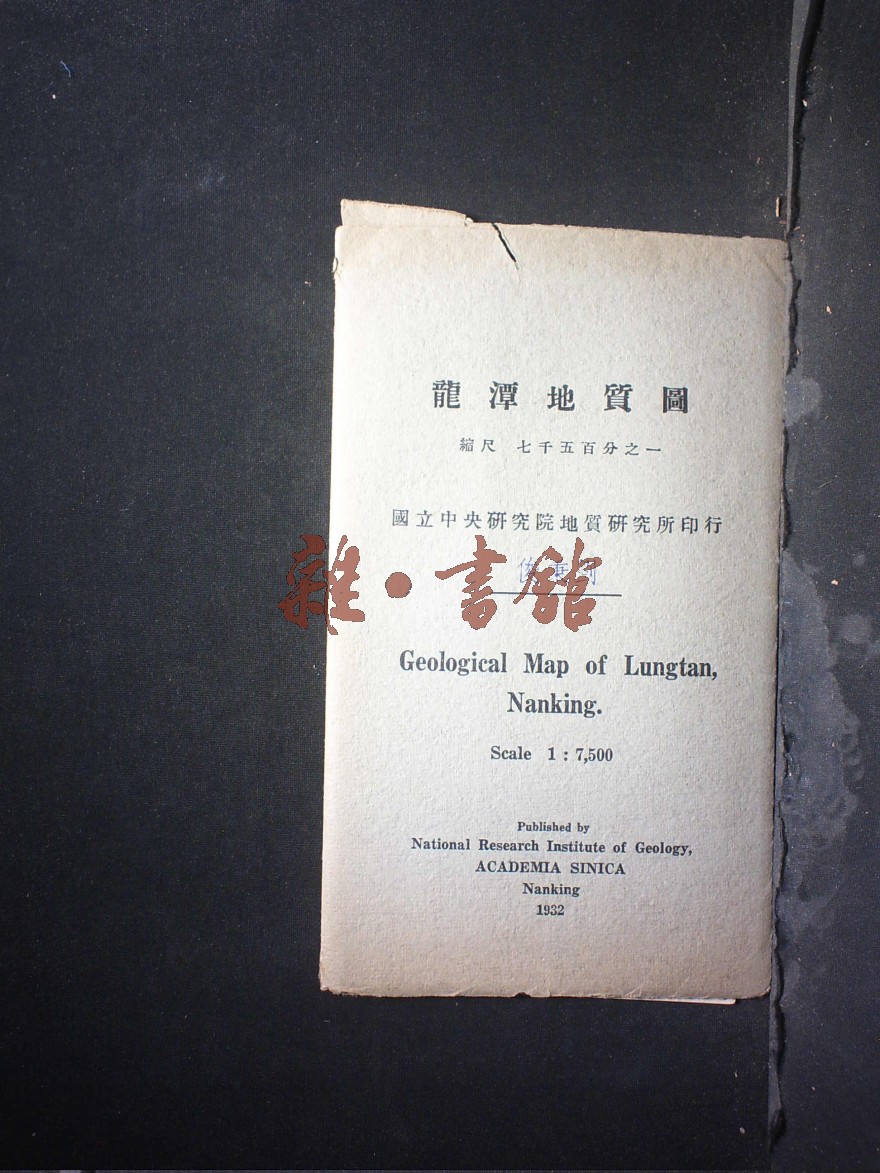 龍潭地質圖
縮尺 七千五百分之一
國立中央研究院地質研究所印行
雜·書館
Geological Map of Lungtan,
Nanking.
Scale 1 : 7,500
Published by
National Research Institute of Geology,
ACADEMIA SINICA
Nanking
1932